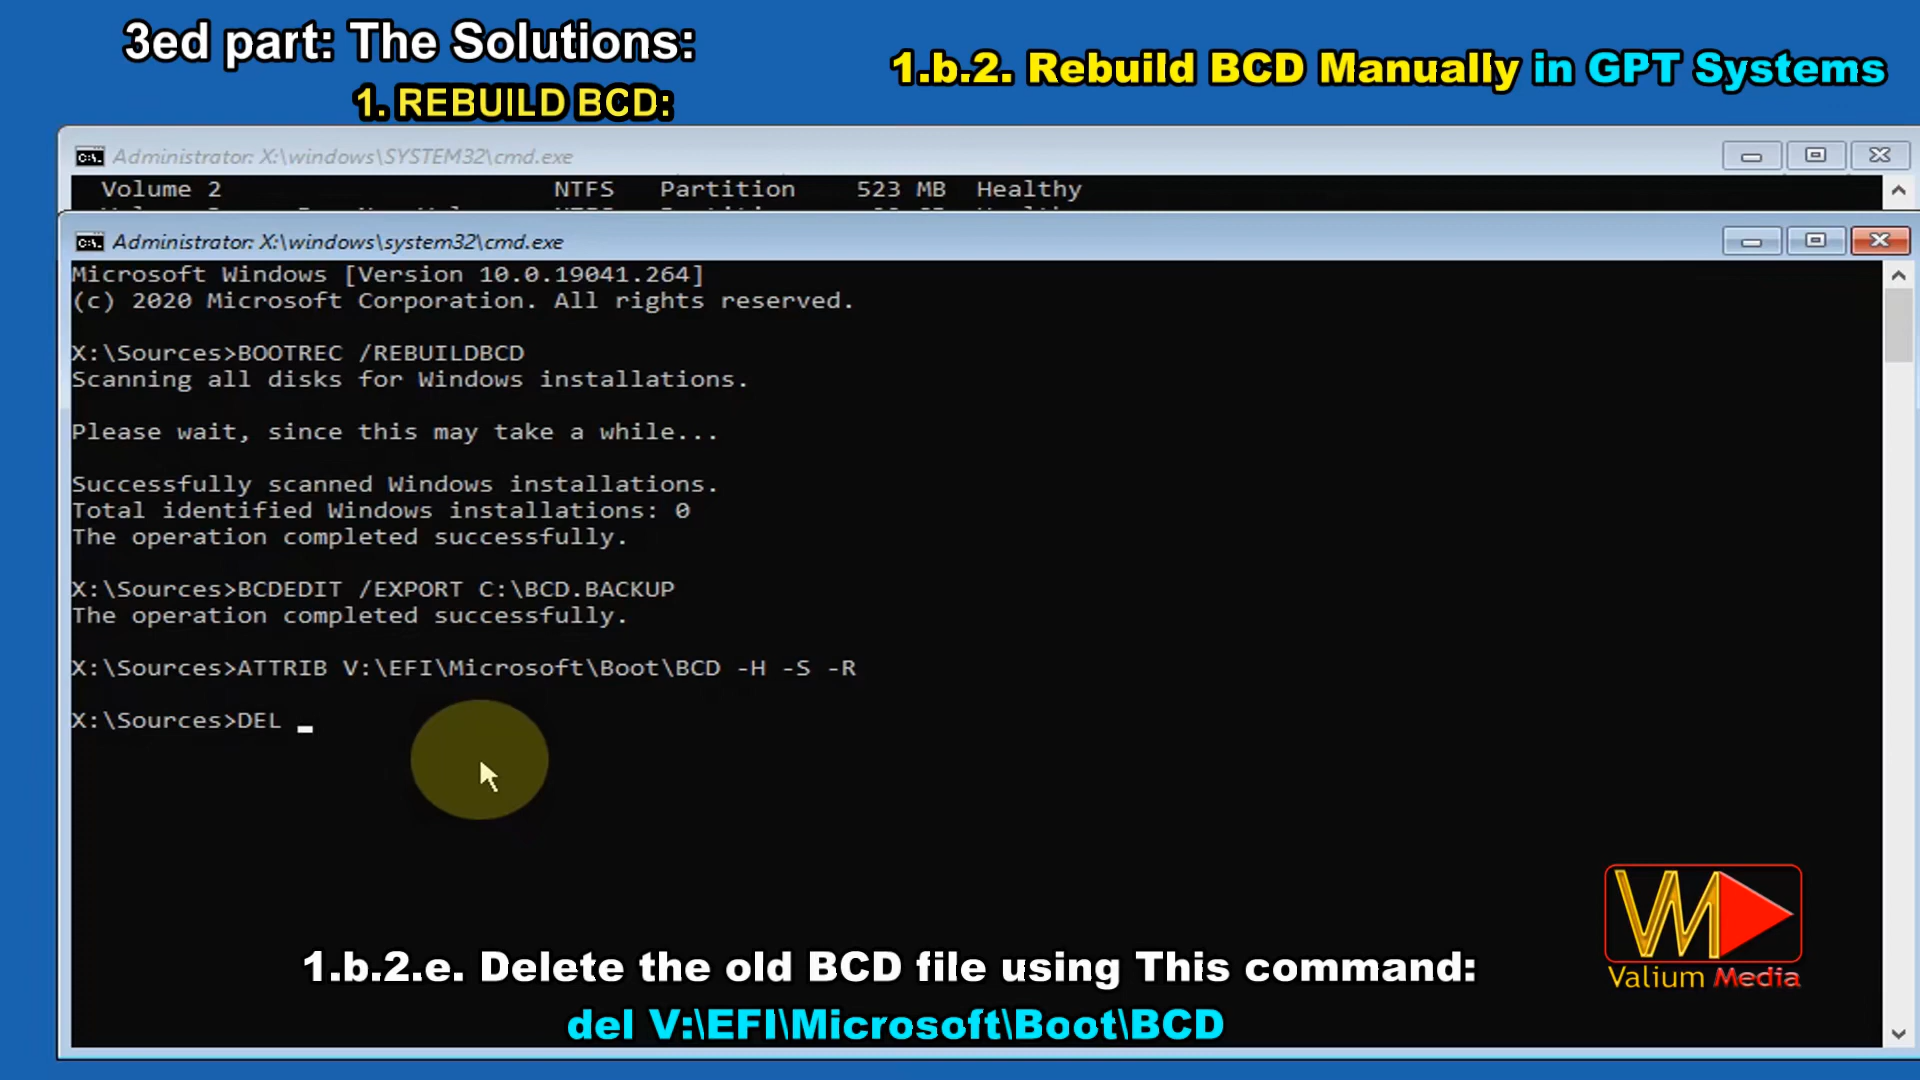 3ed part: The Solutions:
1. REBUILD BCD:
1.b.2. Rebuild BCD Manually in GPT Systems
Administrator: X:\windows\SYSTEM32\cmd.exe
Volume 2 NTFS Partition 523 MB Healthy
Administrator: X:\windows\system32\cmd.exe
Microsoft Windows [Version 10.0.19041.264]
(c) 2020 Microsoft Corporation. All rights reserved.
X:\Sources>BOOTREC /REBUILDBCD
Scanning all disks for Windows installations.
Please wait, since this may take a while...
Successfully scanned Windows installations.
Total identified Windows installations: 0
The operation completed successfully.
X:\Sources>BCDEDIT /EXPORT C:\BCD.BACKUP
The operation completed successfully.
X:\Sources>ATTRIB V:\EFI\Microsoft\Boot\BCD -H -S -R
X:\Sources>DEL _
VM
Valium Media
1.b.2.e. Delete the old BCD file using This command:
del V:\EFI\Microsoft\Boot\BCD